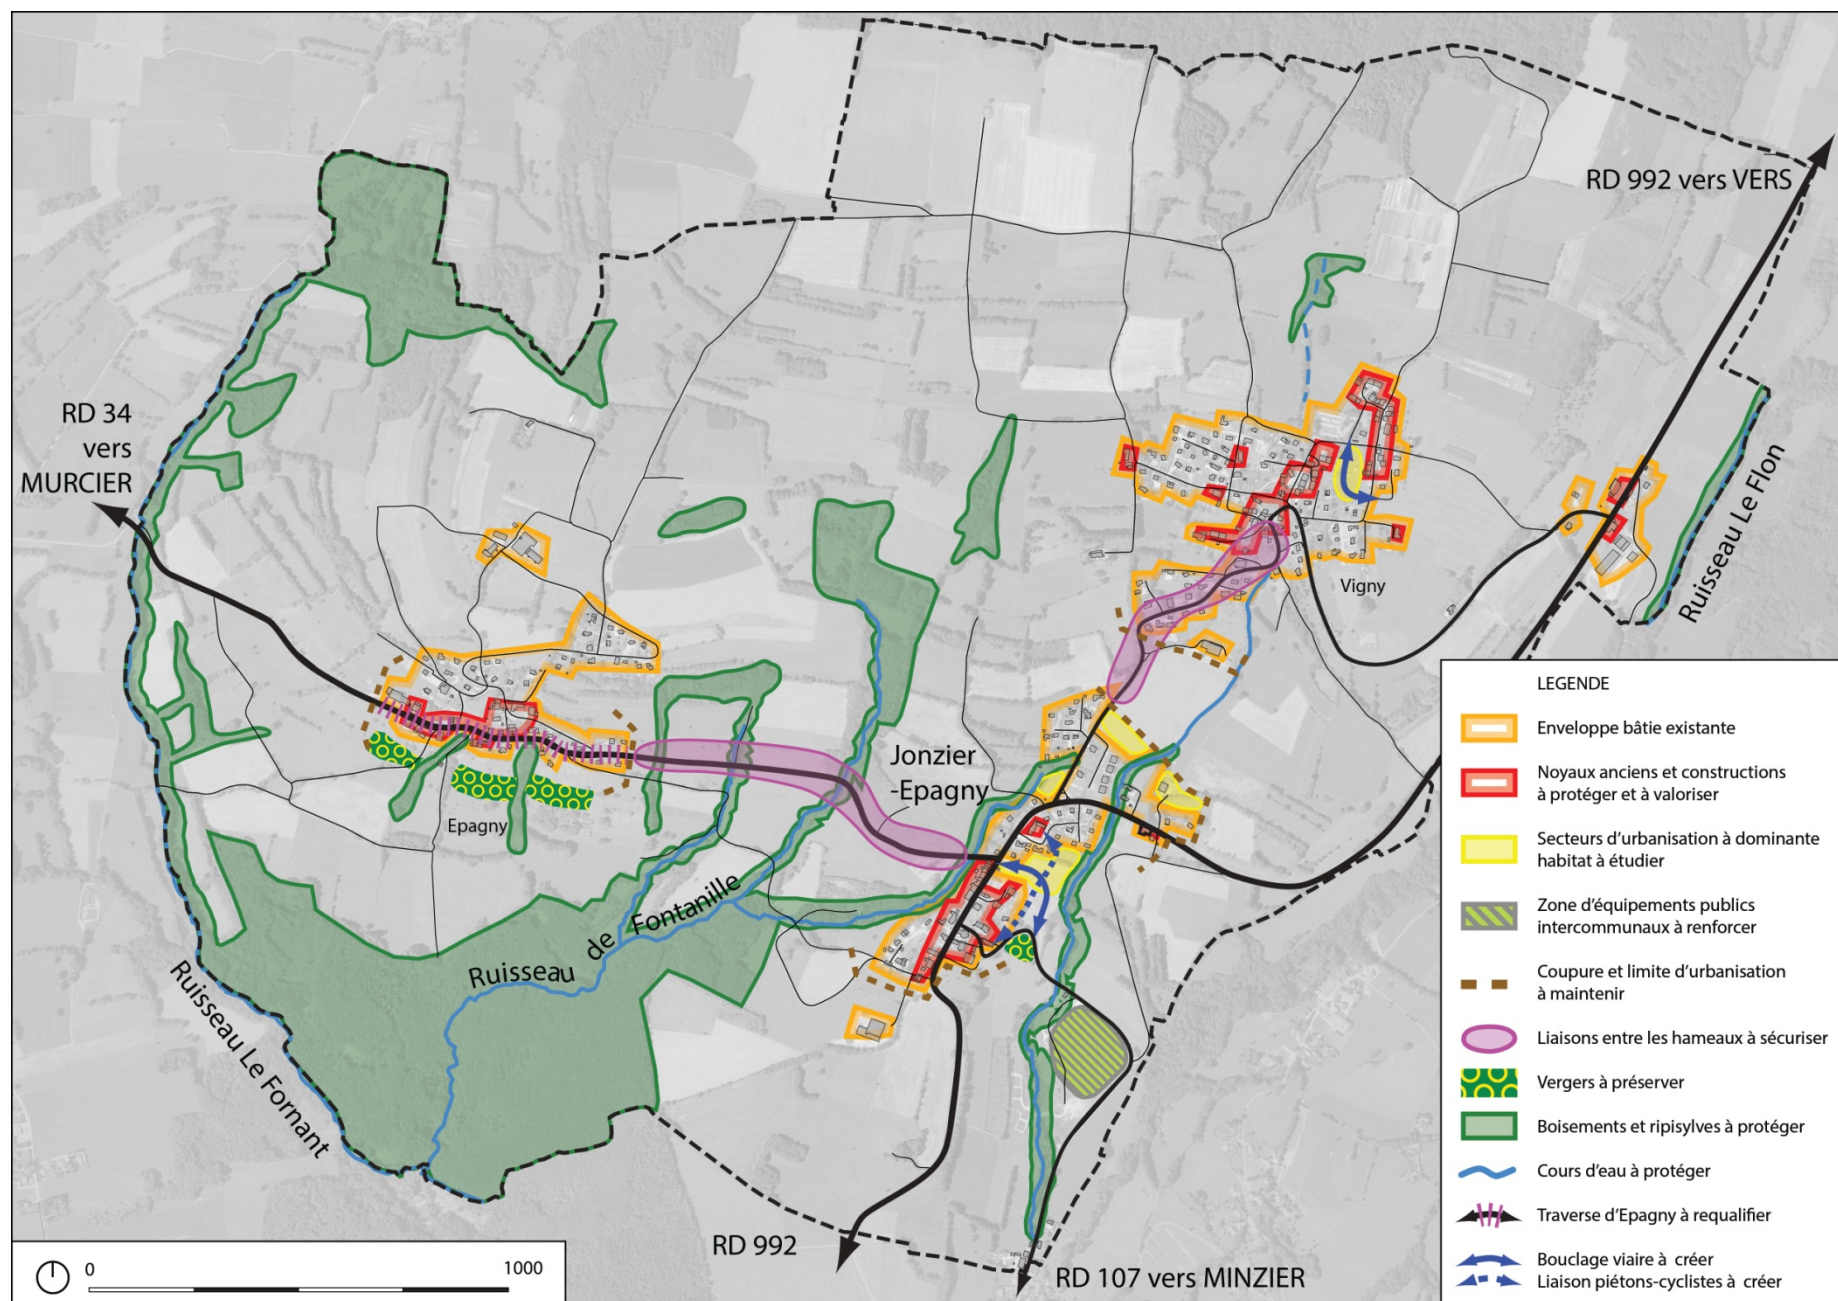 RD 992 vers VERS
RD 34
vers
MURCIER
Ruisseau Le Flon
Vigny
Jonzier
-Epagny
Epagny
Ruisseau de Fontanille
Ruisseau Le Fornant
RD 992
RD 107 vers MINZIER
0
1000
LEGENDE
Enveloppe bâtie existante
Noyaux anciens et constructions
à protéger et à valoriser
Secteurs d'urbanisation à dominante
habitat à étudier
Zone d'équipements publics
intercommunaux à renforcer
Coupure et limite d'urbanisation
à maintenir
Liaisons entre les hameaux à sécuriser
Vergers à préserver
Boisements et ripisylves à protéger
Cours d'eau à protéger
Traverse d'Epagny à requalifier
Bouclage viaire à créer
Liaison piétons-cyclistes à créer